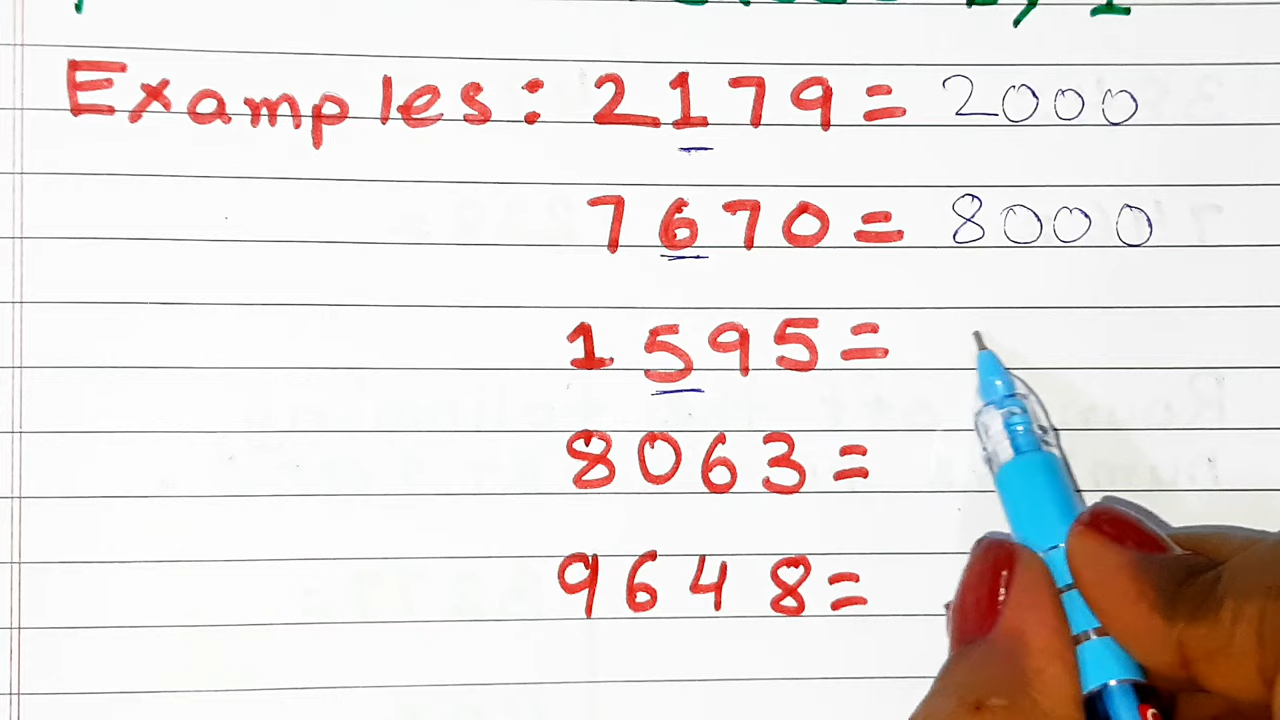 Examples: 2179 = 2000
7670 = 8000
1595 =
8063 =
9648 =